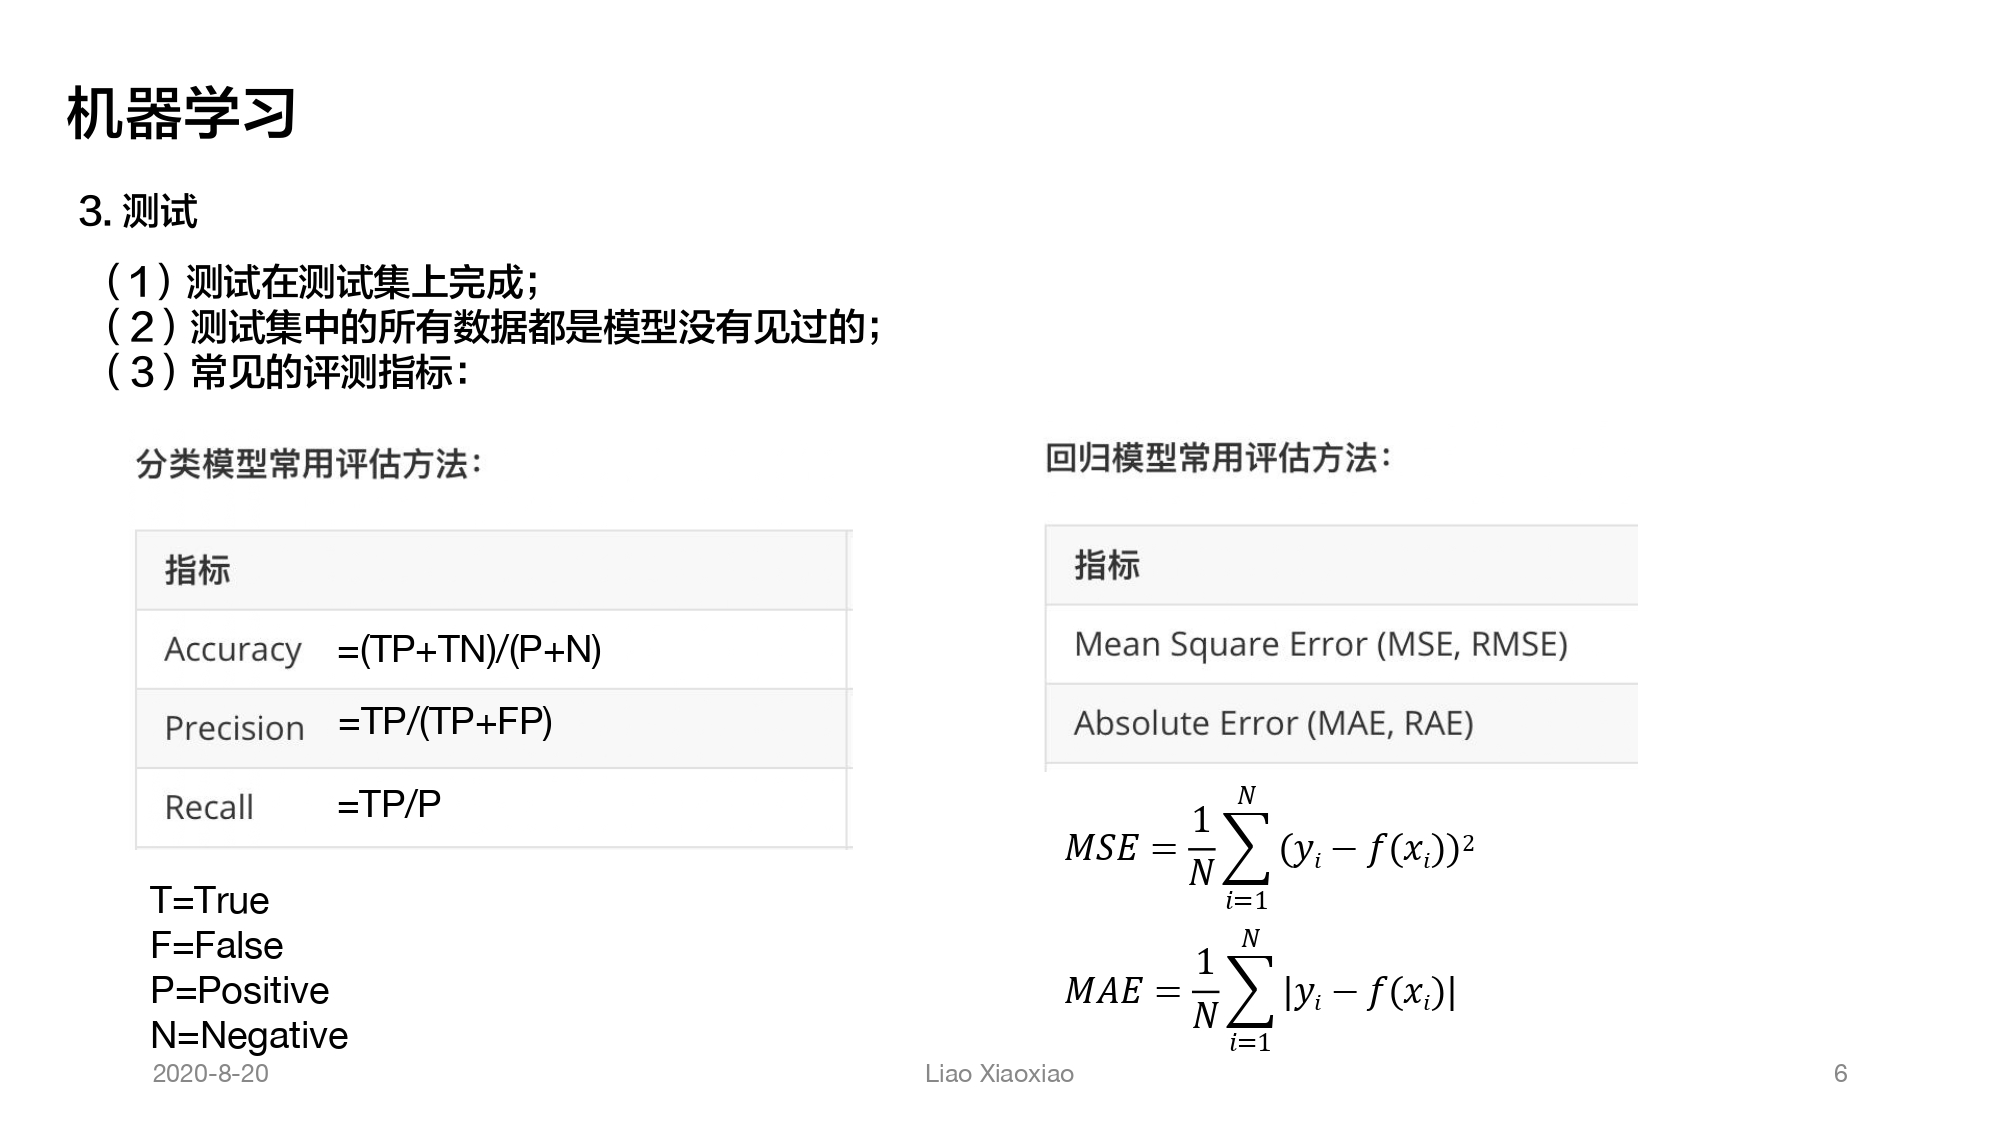 机器学习
3. 测试
（1）测试在测试集上完成；
（2）测试集中的所有数据都是模型没有见过的；
（3）常见的评测指标：
分类模型常用评估方法：
指标
Accuracy =(TP+TN)/(P+N)
Precision =TP/(TP+FP)
Recall =TP/P
T=True
F=False
P=Positive
N=Negative
回归模型常用评估方法：
指标
Mean Square Error (MSE, RMSE)
Absolute Error (MAE, RAE)
$MSE = \frac{1}{N}\sum_{i=1}^{N}(y_i - f(x_i))^2$
$MAE = \frac{1}{N}\sum_{i=1}^{N}|y_i - f(x_i)|$
2020-8-20
Liao Xiaoxiao
6